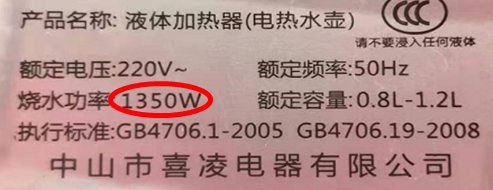 产品名称: 液体加热器(电热水壶)
CCC
请不要浸入任何液体
额定电压:220V~ 额定频率:50Hz
烧水功率:1350W 额定容量:0.8L-1.2L
执行标准:GB4706.1-2005 GB4706.19-2008
中山市喜凌电器有限公司